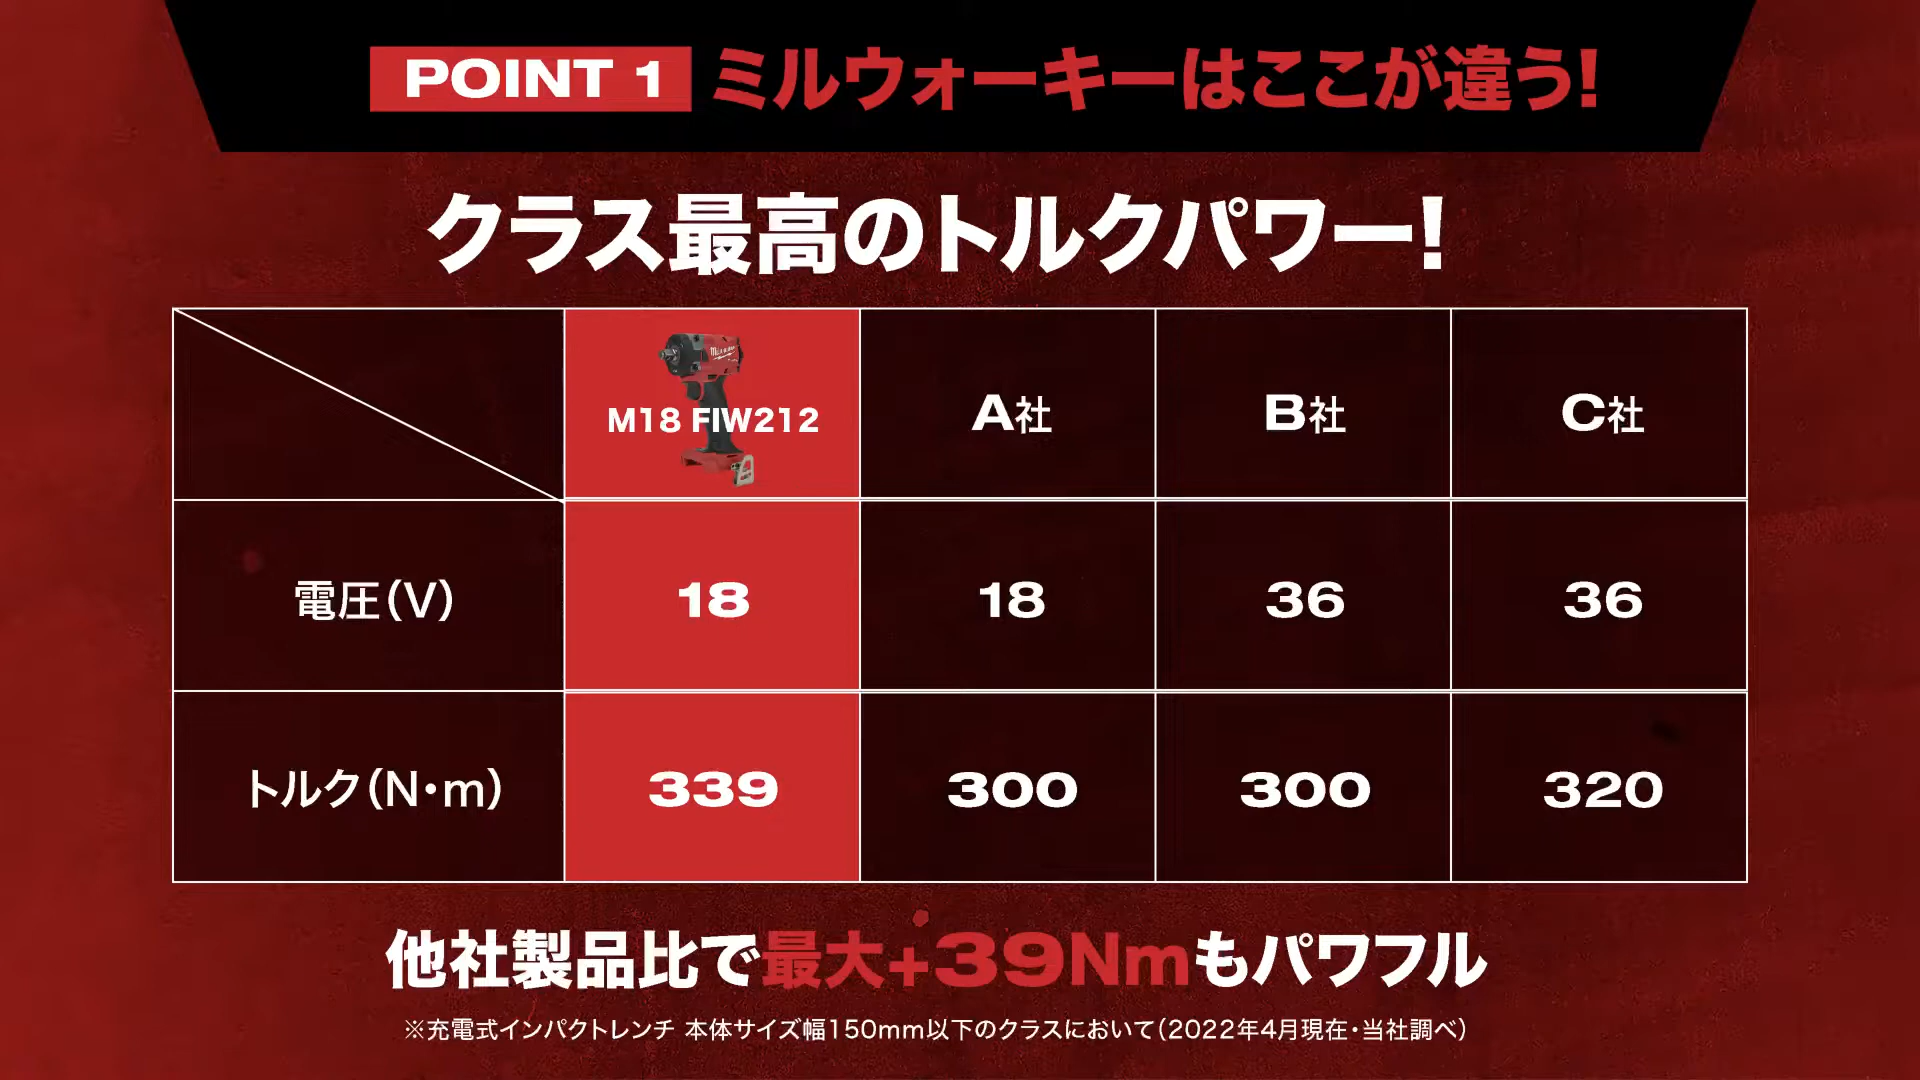 POINT 1 ミルウォーキーはここが違う!
クラス最高のトルクパワー!
M18 FIW212 A社 B社 C社
電圧(V) 18 18 36 36
トルク(N・m) 339 300 300 320
他社製品比で最大+39Nmもパワフル
※充電式インパクトレンチ 本体サイズ幅150mm以下のクラスにおいて(2022年4月現在・当社調べ)